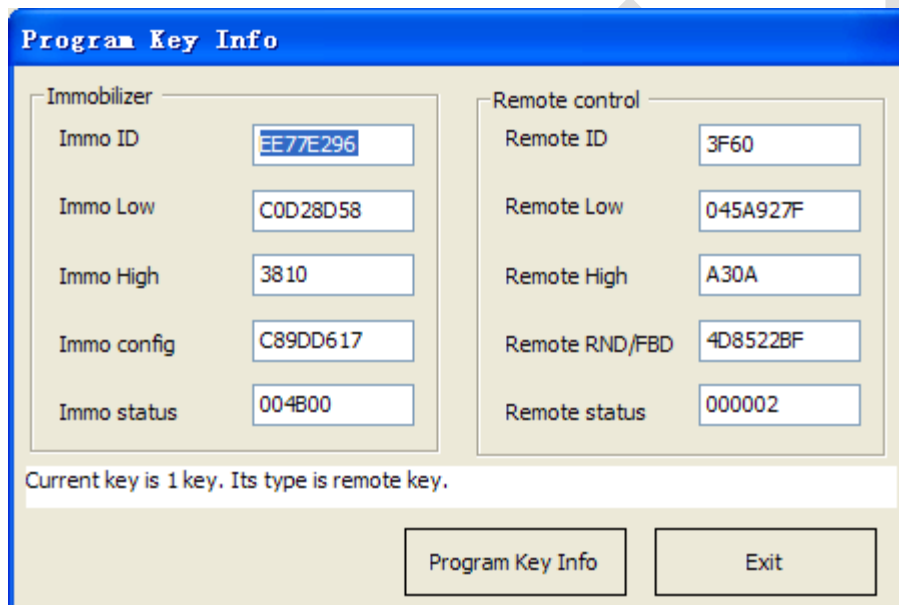 Program Key Info
Immobilizer
Immo ID EE77E296
Immo Low C0D28D58
Immo High 3810
Immo config C89DD617
Immo status 004B00
Remote control
Remote ID 3F60
Remote Low 045A927F
Remote High A30A
Remote RND/FBD 4D8522BF
Remote status 000002
Current key is 1 key. Its type is remote key.
Program Key Info
Exit